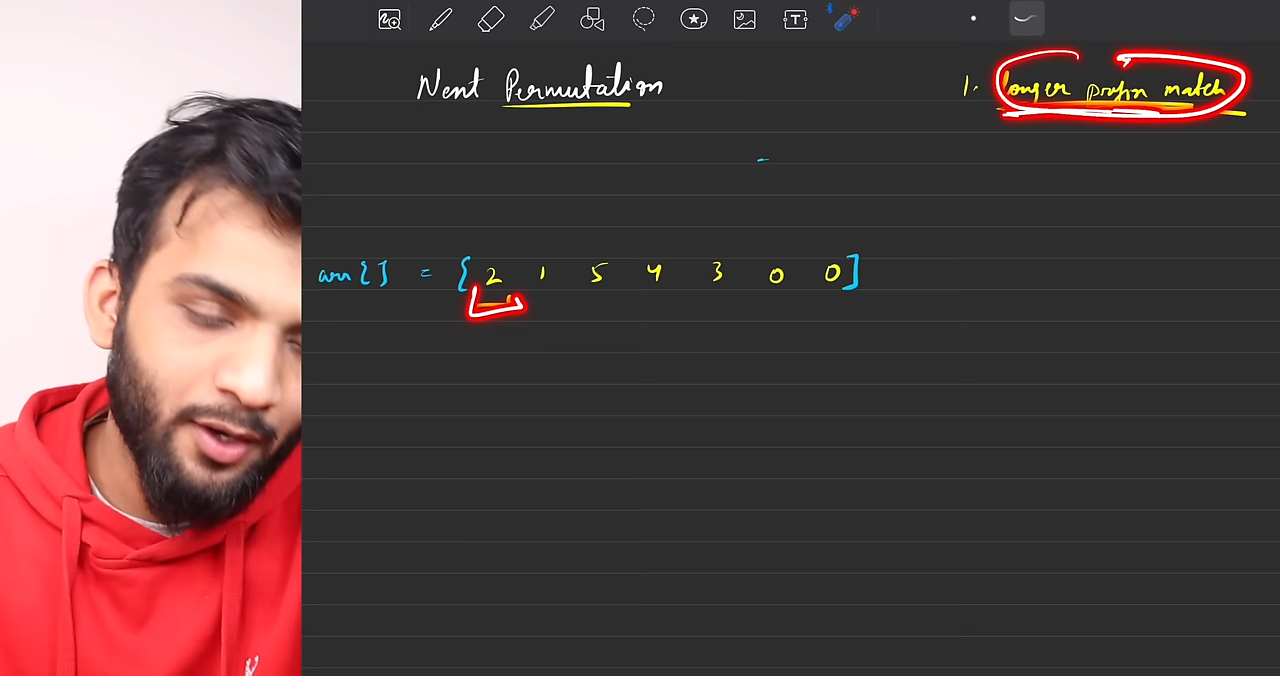 Next Permutation
1. longer prefix match
arr[] = [2 1 5 4 3 0 0]
T